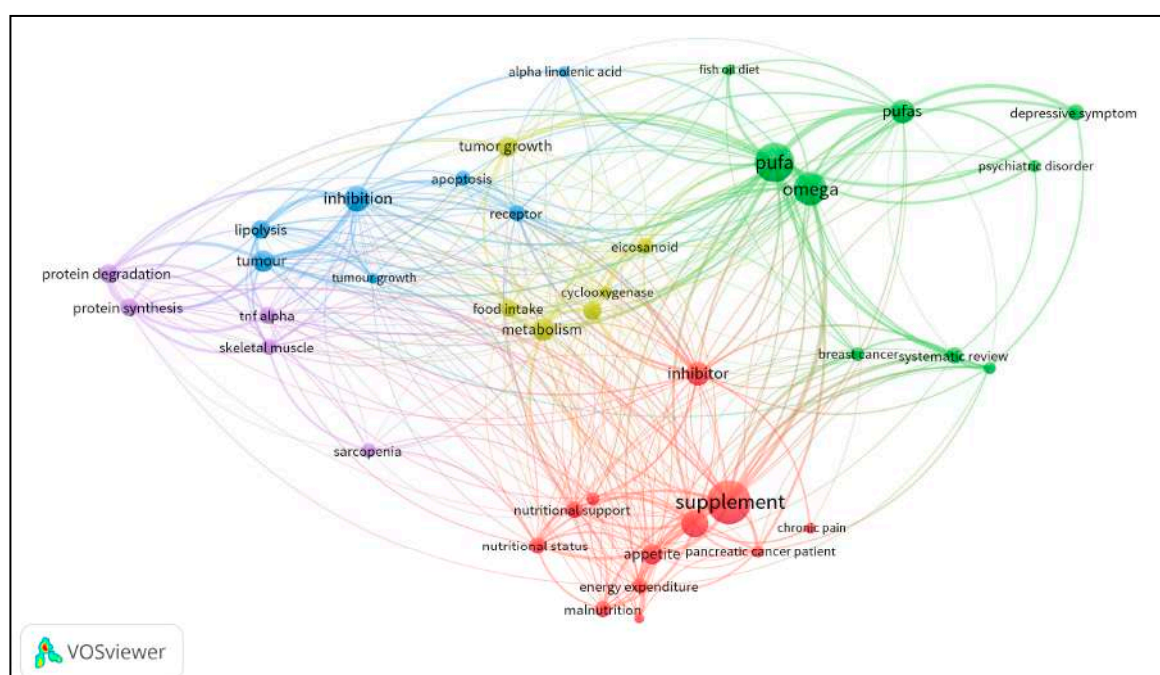 alpha linolenic acid
fish oil diet
pufas
depressive symptom
tumor growth
pufa
psychiatric disorder
apoptosis
omega
inhibition
receptor
lipolysis
eicosanoid
tumour
protein degradation
tumour growth
cyclooxygenase
protein synthesis
food intake
tnf alpha
metabolism
skeletal muscle
breast cancer
systematic review
inhibitor
sarcopenia
supplement
nutritional support
chronic pain
nutritional status
appetite
pancreatic cancer patient
energy expenditure
malnutrition
VOSviewer